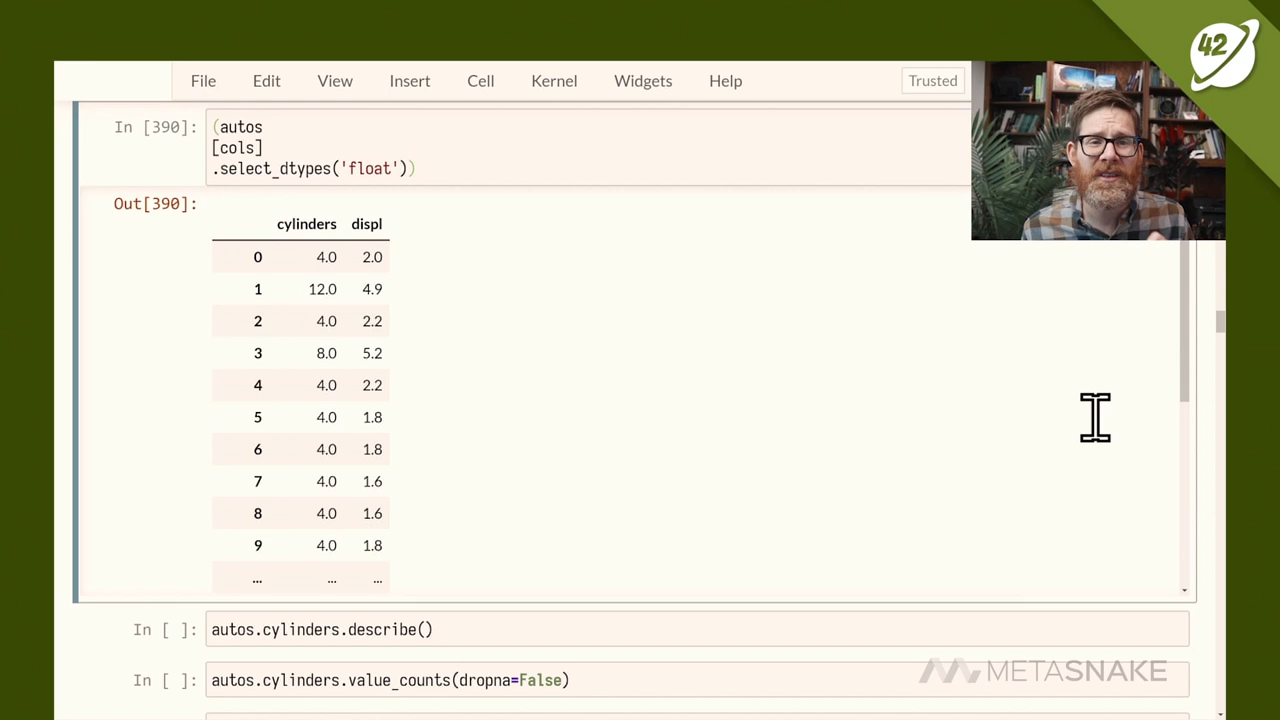 42
File Edit View Insert Cell Kernel Widgets Help Trusted
In [390]: (autos
[cols]
.select_dtypes('float'))
Out[390]:
cylinders displ
0 4.0 2.0
1 12.0 4.9
2 4.0 2.2
3 8.0 5.2
4 4.0 2.2
5 4.0 1.8
6 4.0 1.8
7 4.0 1.6
8 4.0 1.6
9 4.0 1.8
... ... ...
In [ ]: autos.cylinders.describe()
In [ ]: autos.cylinders.value_counts(dropna=False)
METASNAKE